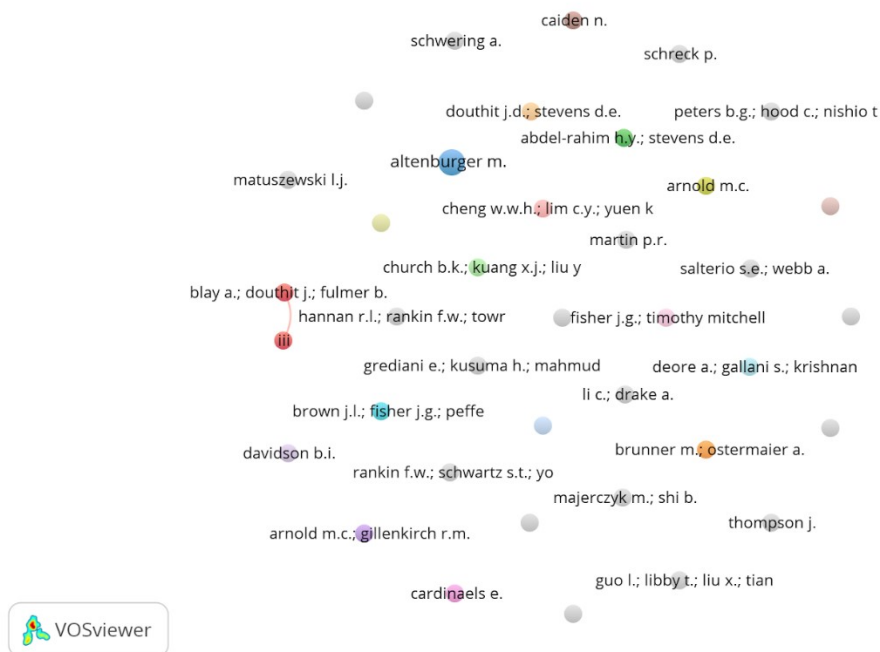 caiden n.
schwering a.
schreck p.
douthit j.d.; stevens d.e.
peters b.g.; hood c.; nishio t
abdel-rahim h.y.; stevens d.e.
altenburger m.
matuszewski l.j.
arnold m.c.
cheng w.w.h.; lim c.y.; yuen k
martin p.r.
church b.k.; kuang x.j.; liu y
salterio s.e.; webb a.
blay a.; douthit j.; fulmer b.
hannan r.l.; rankin f.w.; towr
fisher j.g.; timothy mitchell
iii
grediani e.; kusuma h.; mahmud
deore a.; gallani s.; krishnan
li c.; drake a.
brown j.l.; fisher j.g.; peffe
davidson b.i.
brunner m.; ostermaier a.
rankin f.w.; schwartz s.t.; yo
majerczyk m.; shi b.
thompson j.
arnold m.c.; gillenkirch r.m.
guo l.; libby t.; liu x.; tian
cardinaels e.
VOSviewer